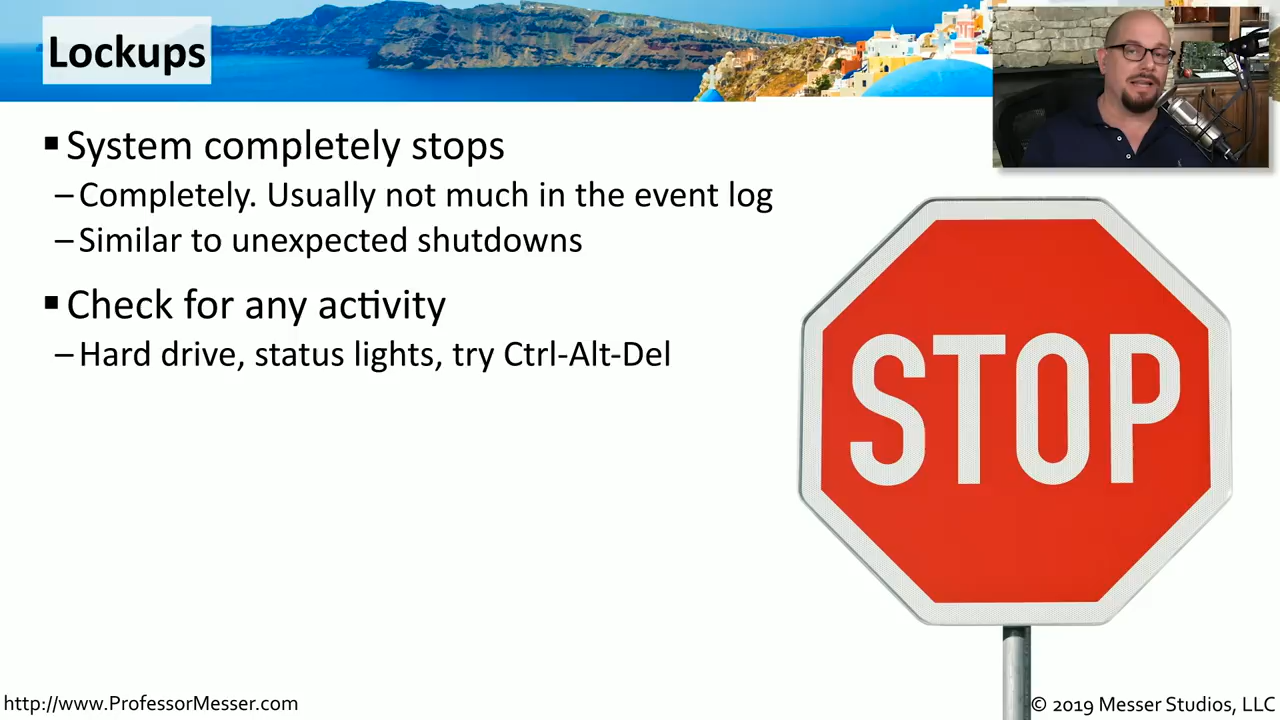 Lockups
▪ System completely stops
– Completely. Usually not much in the event log
– Similar to unexpected shutdowns
▪ Check for any activity
– Hard drive, status lights, try Ctrl-Alt-Del
STOP
http://www.ProfessorMesser.com
© 2019 Messer Studios, LLC